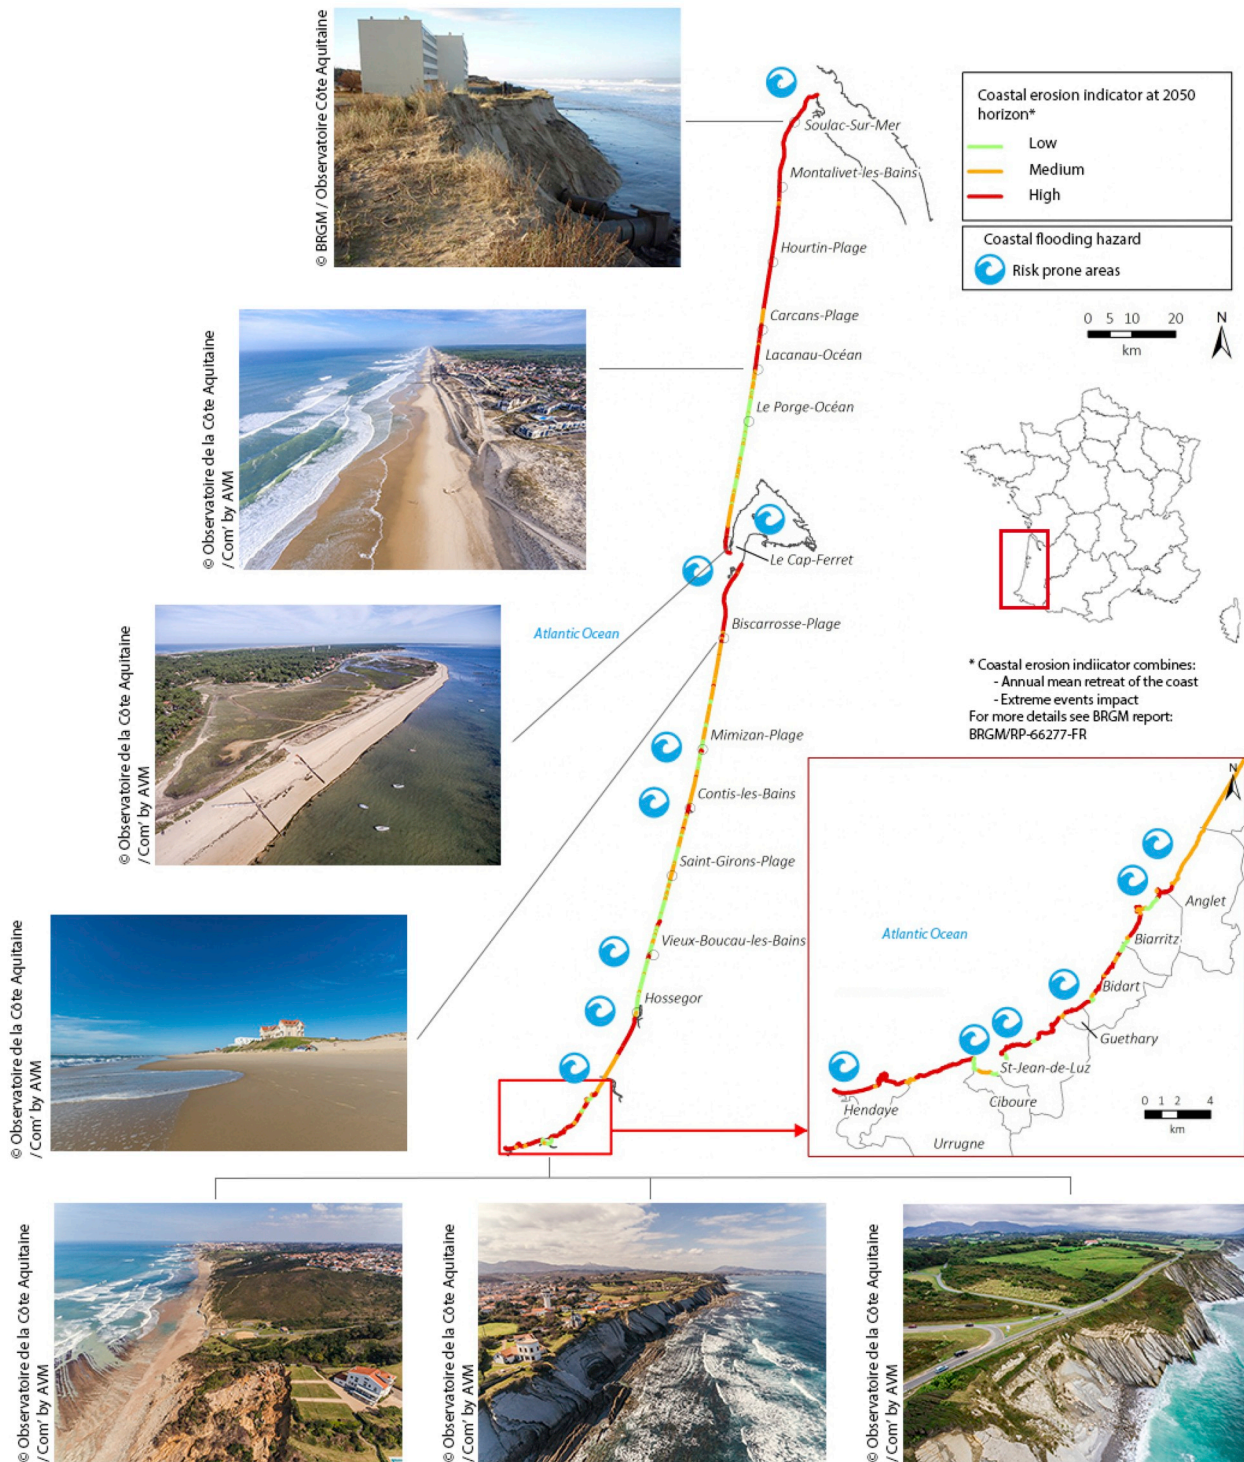 © BRGM / Observatoire Côte Aquitaine
Soulac-Sur-Mer
Montalivet-les-Bains
Hourtin-Plage
Carcans-Plage
Lacanau-Océan
Le Porge-Océan
Le Cap-Ferret
Biscarrosse-Plage
Mimizan-Plage
Contis-les-Bains
Saint-Girons-Plage
Vieux-Boucau-les-Bains
Hossegor
Atlantic Ocean
Coastal erosion indicator at 2050
horizon*
Low
Medium
High
Coastal flooding hazard
Risk prone areas
0 5 10 20
km
N
© Observatoire de la Côte Aquitaine
/ Com' by AVM
© Observatoire de la Côte Aquitaine
/ Com' by AVM
© Observatoire de la Côte Aquitaine
/ Com' by AVM
* Coastal erosion indiicator combines:
- Annual mean retreat of the coast
- Extreme events impact
For more details see BRGM report:
BRGM/RP-66277-FR
N
Atlantic Ocean
Anglet
Biarritz
Bidart
Guethary
St-Jean-de-Luz
Ciboure
Hendaye
Urrugne
0 1 2 4
km
© Observatoire de la Côte Aquitaine
/ Com' by AVM
© Observatoire de la Côte Aquitaine
/ Com' by AVM
© Observatoire de la Côte Aquitaine
/ Com' by AVM